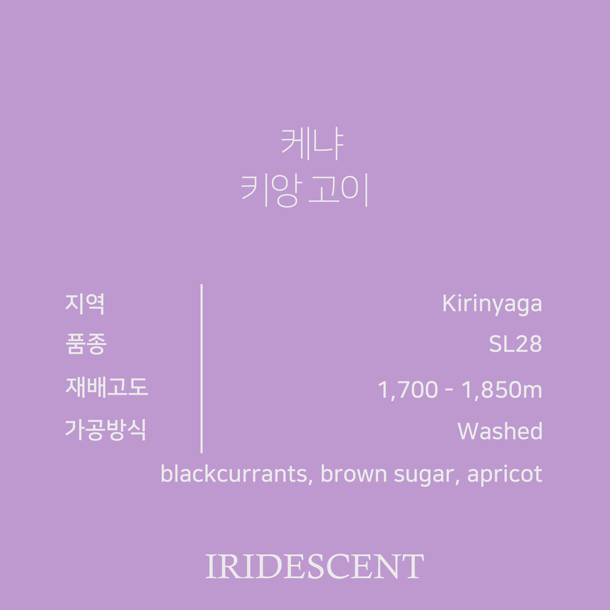 케냐
키앙 고이
지역 Kirinyaga
품종 SL28
재배고도 1,700 - 1,850m
가공방식 Washed
blackcurrants, brown sugar, apricot
IRIDESCENT